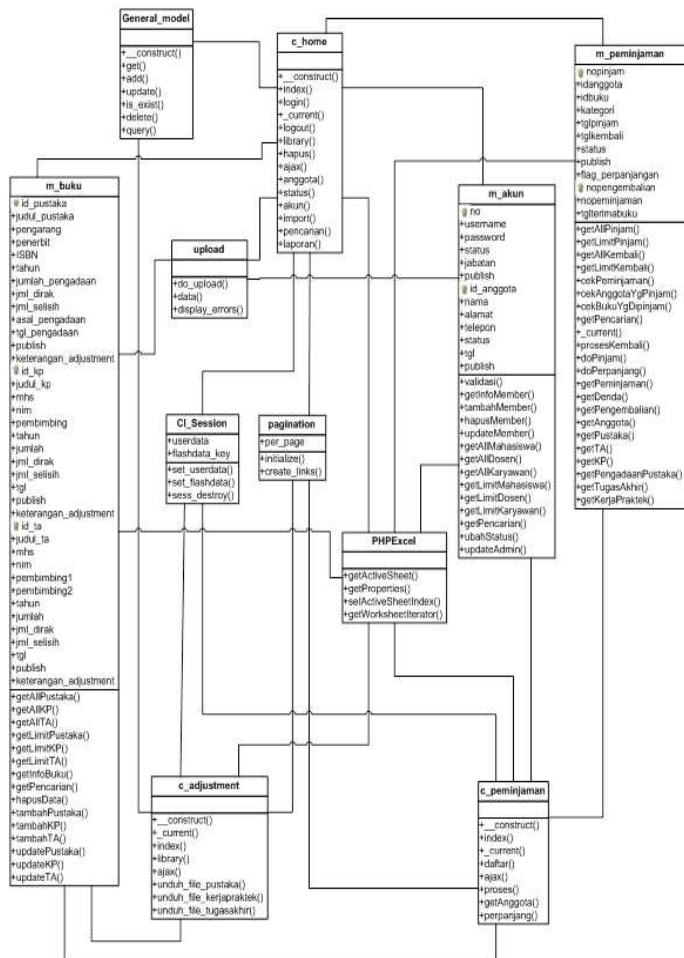 General_model
+__construct()
+get()
+add()
+update()
+is_exist()
+delete()
+query()
c_home
+__construct()
+index()
+login()
+_current()
+logout()
+library()
+hapus()
+ajax()
+anggota()
+status()
+akun()
+import()
+pencarian()
+laporan()
m_peminjaman
nopinjam
+idanggota
+idbuku
+kategori
+tglpinjam
+tglkembali
+status
+publish
+flag_perpanjangan
nopengembalian
+nopeminjaman
+tglterimabuku
+getAllPinjam()
+getLimitPinjam()
+getAllKembali()
+getLimitKembali()
+cekPeminjaman()
+cekAnggotaYgPinjam()
+cekBukuYgDipinjam()
+getPencarian()
+_current()
+prosesKembali()
+doPinjam()
+doPerpanjang()
+getPeminjaman()
+getDenda()
+getPengembalian()
+getAnggota()
+getPustaka()
+getTA()
+getKP()
+getPengadaanPustaka()
+getTugasAkhir()
+getKerjaPraktek()
m_buku
id_pustaka
+judul_pustaka
+pengarang
+penerbit
+ISBN
+tahun
+jumlah_pengadaan
+jml_dirak
+jml_selisih
+asal_pengadaan
+tgl_pengadaan
+publish
+keterangan_adjustment
id_kp
+judul_kp
+mhs
+nim
+pembimbing
+tahun
+jumlah
+jml_dirak
+jml_selisih
+tgl
+publish
+keterangan_adjustment
id_ta
+judul_ta
+mhs
+nim
+pembimbing1
+pembimbing2
+tahun
+jumlah
+jml_dirak
+jml_selisih
+tgl
+publish
+keterangan_adjustment
+getAllPustaka()
+getAllKP()
+getAllTA()
+getLimitPustaka()
+getLimitKP()
+getLimitTA()
+getInfoBuku()
+getPencarian()
+hapusData()
+tambahPustaka()
+tambahKP()
+tambahTA()
+updatePustaka()
+updateKP()
+updateTA()
upload
+do_upload()
+data()
+display_errors()
m_akun
no
+username
+password
+status
+jabatan
+publish
id_anggota
+nama
+alamat
+telepon
+status
+tgl
+publish
+validasi()
+getInfoMember()
+tambahMember()
+hapusMember()
+updateMember()
+getAllMahasiswa()
+getAllDosen()
+getAllKaryawan()
+getLimitMahasiswa()
+getLimitDosen()
+getLimitKaryawan()
+getPencarian()
+ubahStatus()
+updateAdmin()
CI_Session
+userdata
+flashdata_key
+set_userdata()
+set_flashdata()
+sess_destroy()
pagination
+per_page
+initialize()
+create_links()
PHPExcel
+getActiveSheet()
+getProperties()
+setActiveSheetIndex()
+getWorksheetIterator()
c_adjustment
+__construct()
+_current()
+index()
+library()
+ajax()
+unduh_file_pustaka()
+unduh_file_kerjapraktek()
+unduh_file_tugasakhir()
c_peminjaman
+__construct()
+index()
+_current()
+daftar()
+ajax()
+proses()
+getAnggota()
+perpanjang()